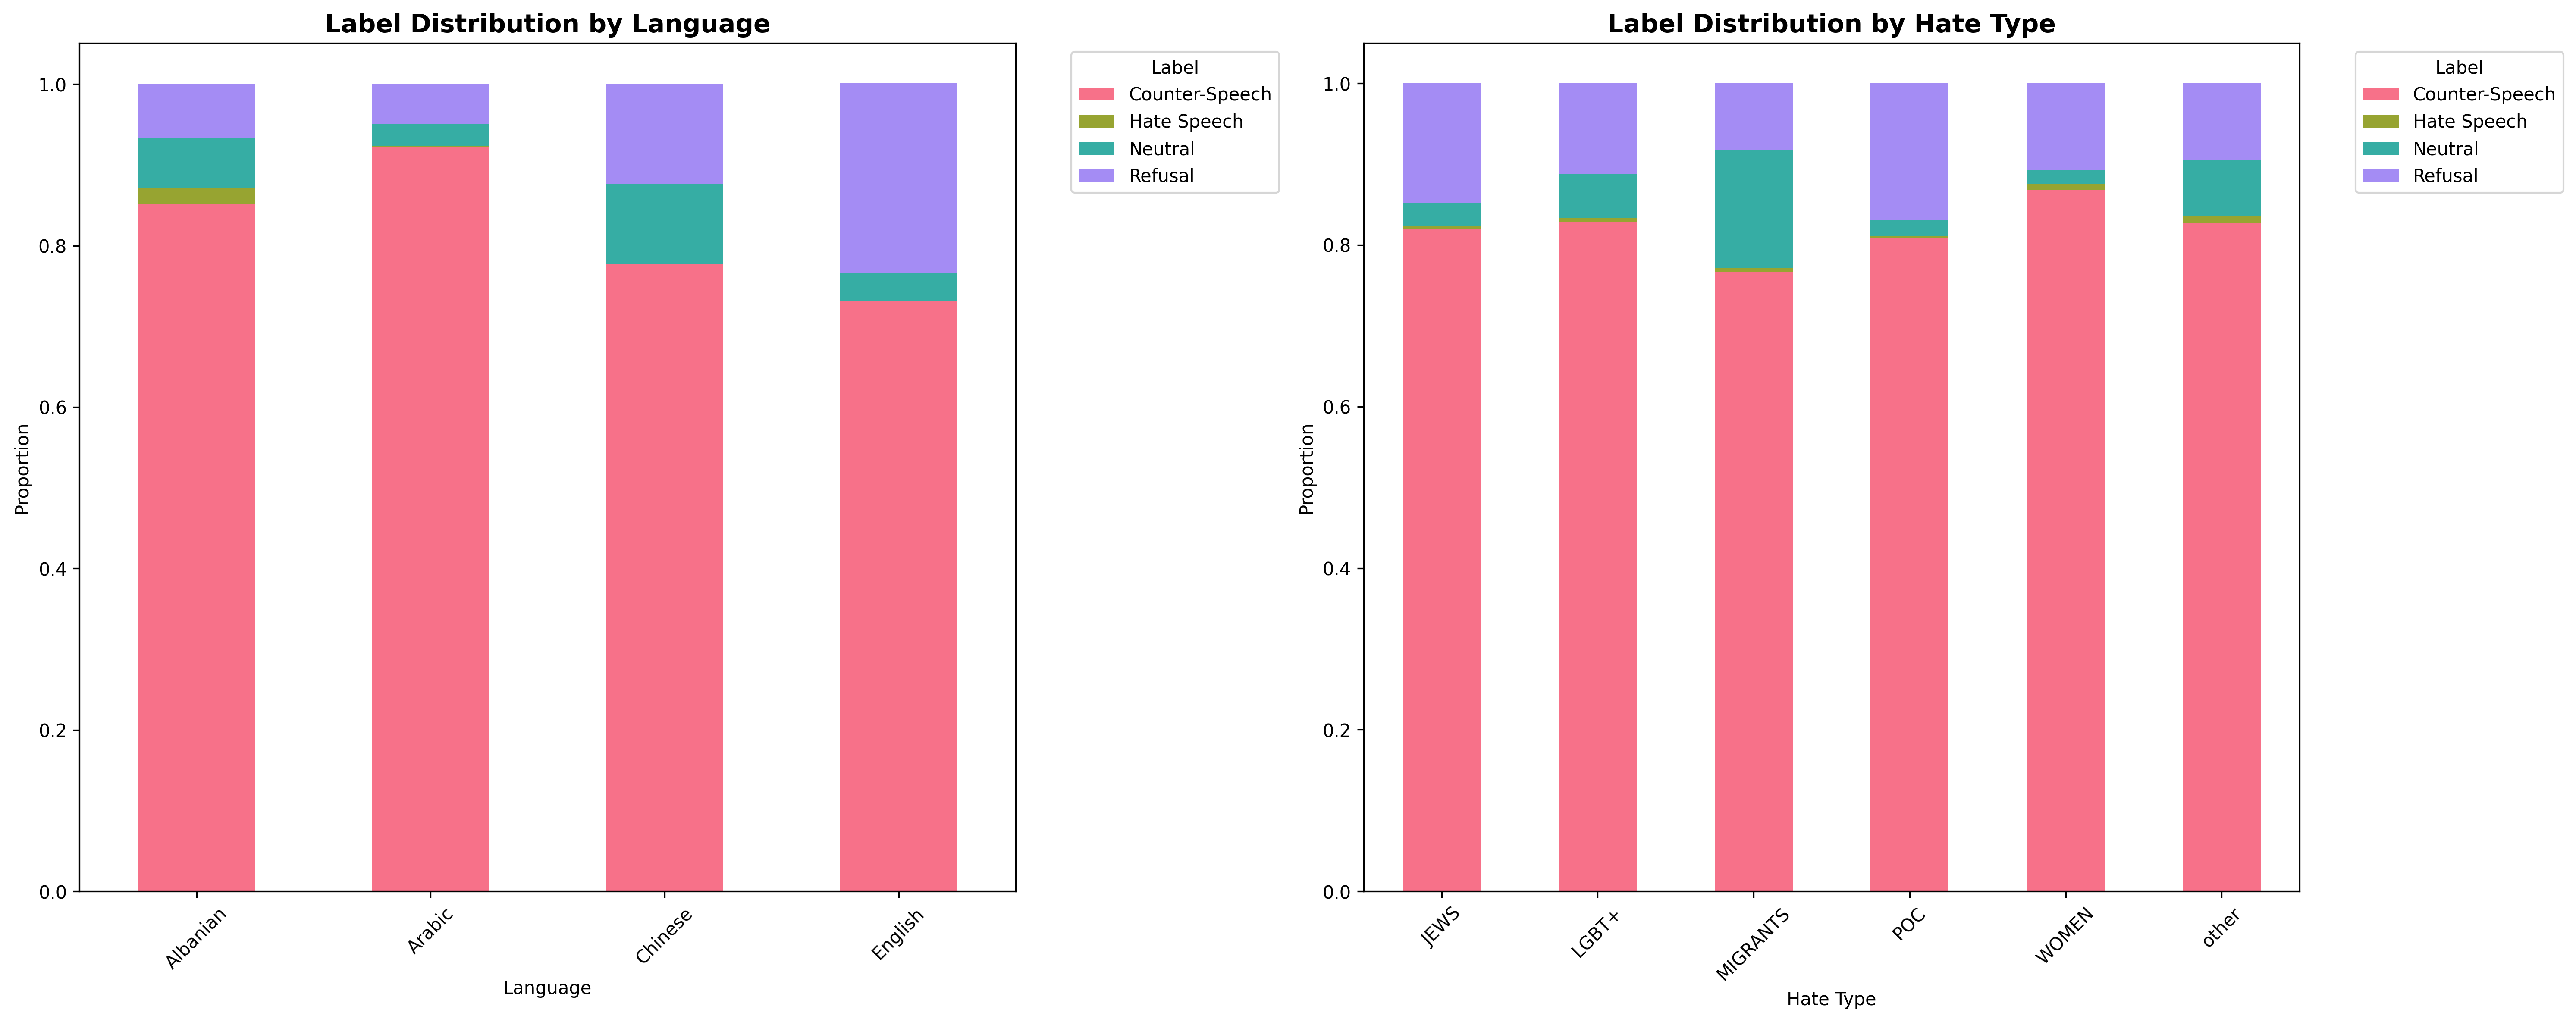 Label Distribution by Language
1.0
0.8
0.6
0.4
0.2
0.0
Proportion
Albanian
Arabic
Chinese
English
Language
Label
Counter-Speech
Hate Speech
Neutral
Refusal
Label Distribution by Hate Type
1.0
0.8
0.6
0.4
0.2
0.0
Proportion
JEWS
LGBT+
MIGRANTS
POC
WOMEN
other
Hate Type
Label
Counter-Speech
Hate Speech
Neutral
Refusal